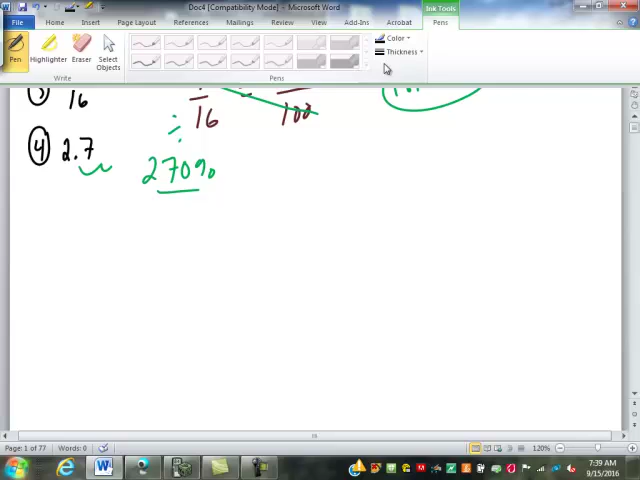 Doc4 [Compatibility Mode] - Microsoft Word
Ink Tools
File Home Insert Page Layout References Mailings Review View Add-Ins Acrobat Pens
Pen Highlighter Eraser Select Objects
Color
Thickness
Write Pens
③ 16
16 = 100
④ 2.7 270%
Page: 1 of 77 Words: 0 120%
7:39 AM
9/15/2016